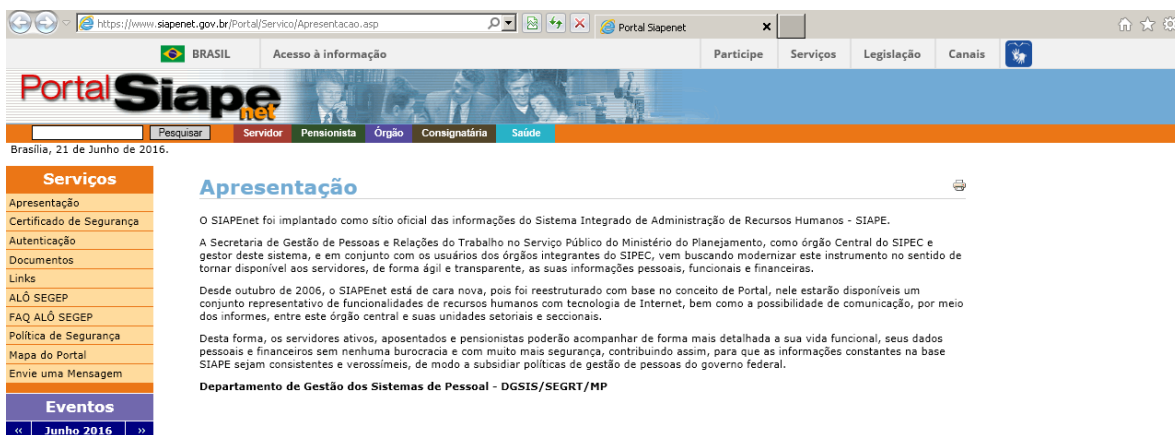 https://www.siapenet.gov.br/Portal/Servico/Apresentacao.asp
Portal Siapenet
BRASIL Acesso à informação Participe Serviços Legislação Canais
Portal Siape net
Pesquisar Servidor Pensionista Órgão Consignatária Saúde
Brasília, 21 de Junho de 2016.
Serviços
Apresentação
Certificado de Segurança
Autenticação
Documentos
Links
ALÔ SEGEP
FAQ ALÔ SEGEP
Política de Segurança
Mapa do Portal
Envie uma Mensagem
Eventos
« Junho 2016 »
Apresentação
O SIAPEnet foi implantado como sítio oficial das informações do Sistema Integrado de Administração de Recursos Humanos - SIAPE.
A Secretaria de Gestão de Pessoas e Relações do Trabalho no Serviço Público do Ministério do Planejamento, como órgão Central do SIPEC e
gestor deste sistema, e em conjunto com os usuários dos órgãos integrantes do SIPEC, vem buscando modernizar este instrumento no sentido de
tornar disponível aos servidores, de forma ágil e transparente, as suas informações pessoais, funcionais e financeiras.
Desde outubro de 2006, o SIAPEnet está de cara nova, pois foi reestruturado com base no conceito de Portal, nele estarão disponíveis um
conjunto representativo de funcionalidades de recursos humanos com tecnologia de Internet, bem como a possibilidade de comunicação, por meio
dos informes, entre este órgão central e suas unidades setoriais e seccionais.
Desta forma, os servidores ativos, aposentados e pensionistas poderão acompanhar de forma mais detalhada a sua vida funcional, seus dados
pessoais e financeiros sem nenhuma burocracia e com muito mais segurança, contribuindo assim, para que as informações constantes na base
SIAPE sejam consistentes e verossímeis, de modo a subsidiar políticas de gestão de pessoas do governo federal.
Departamento de Gestão dos Sistemas de Pessoal - DGSIS/SEGRT/MP